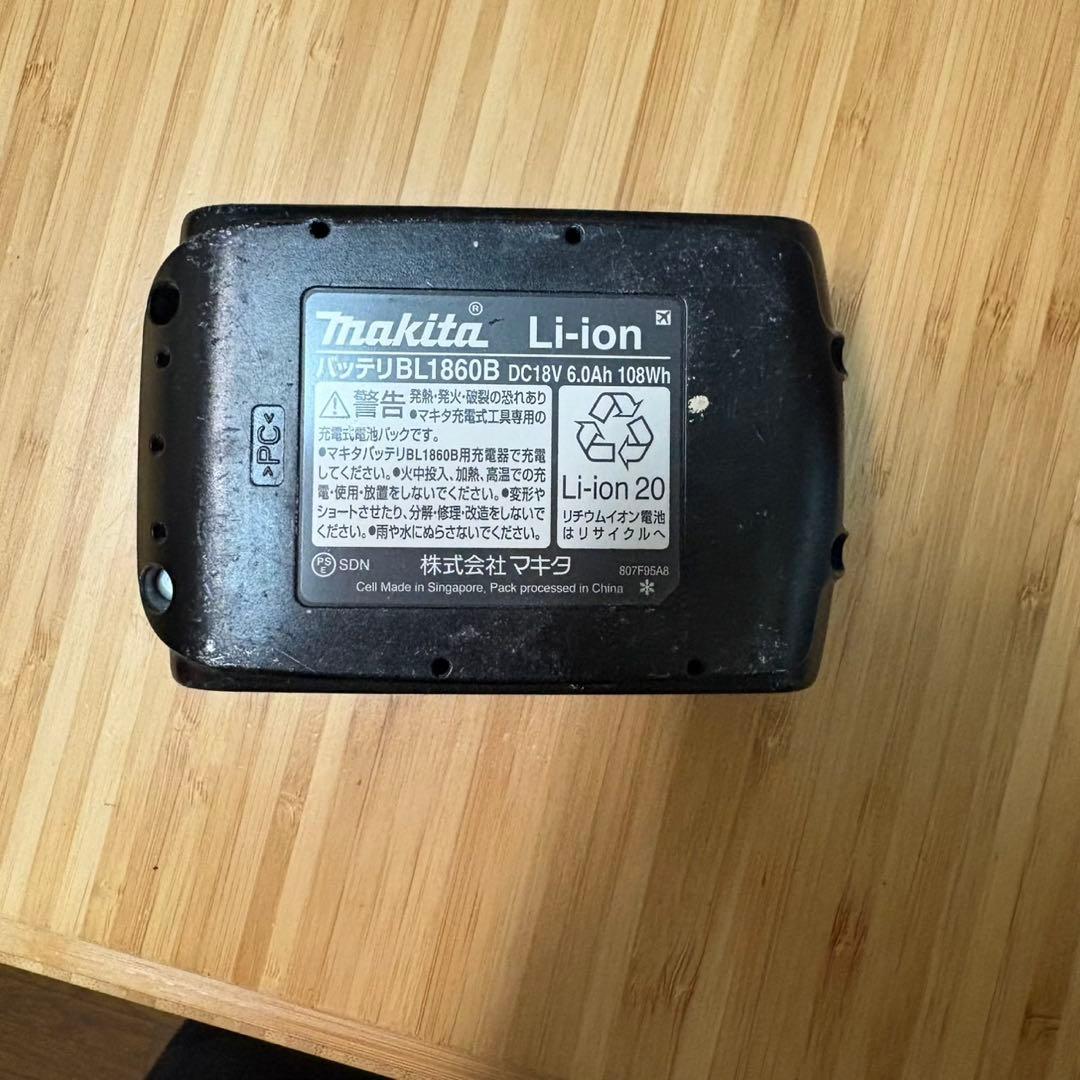 makita® Li-ion
バッテリBL1860B DC18V 6.0Ah 108Wh
警告 発熱・発火・破裂の恐れあり
●マキタ充電式工具専用の
充電式電池パックです。
●マキタバッテリBL1860B用充電器で充電
してください。●火中投入、加熱、高温での充
電・使用・放置をしないでください。●変形や
ショートさせたり、分解・修理・改造をしないで
ください。●雨や水にぬらさないでください。
Li-ion 20
リチウムイオン電池
はリサイクルへ
PSE SDN 株式会社マキタ 807F95A8
Cell Made in Singapore, Pack processed in China
>PC<